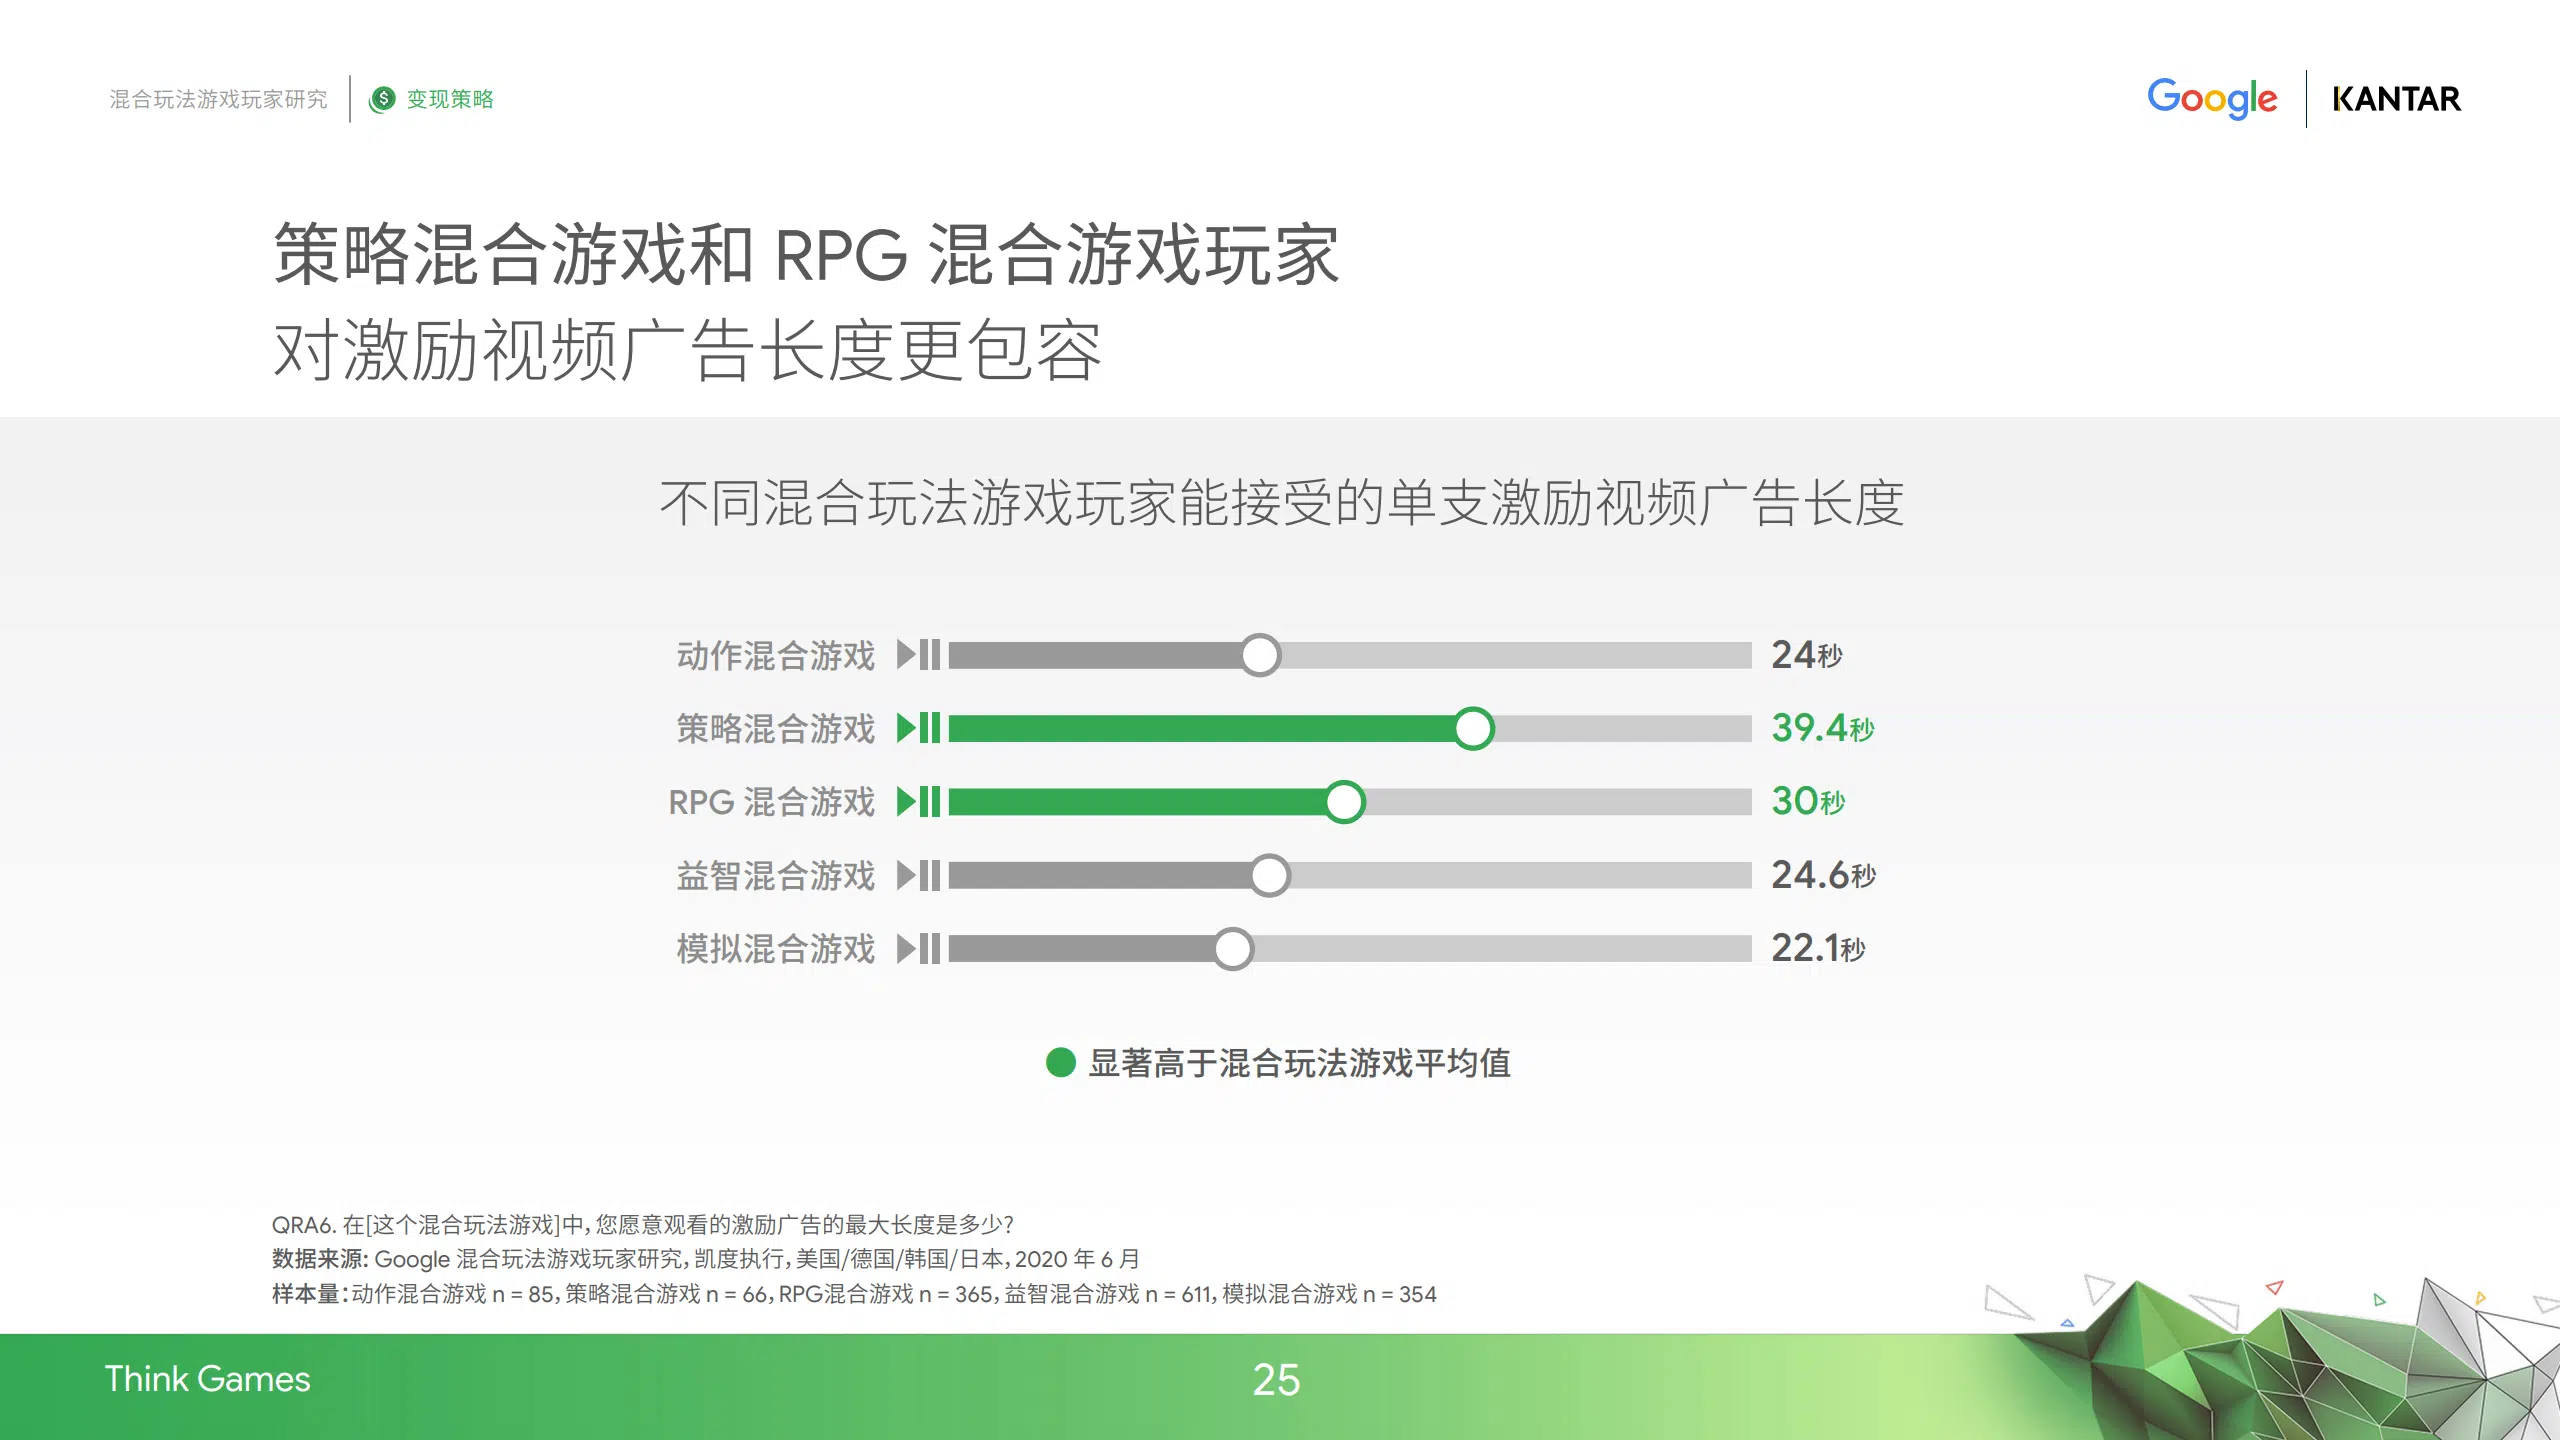 混合玩法游戏玩家研究
变现策略
Google
KANTAR
策略混合游戏和 RPG 混合游戏玩家
对激励视频广告长度更包容
不同混合玩法游戏玩家能接受的单支激励视频广告长度
动作混合游戏 24秒
策略混合游戏 39.4秒
RPG 混合游戏 30秒
益智混合游戏 24.6秒
模拟混合游戏 22.1秒
显著高于混合玩法游戏平均值
QRA6. 在[这个混合玩法游戏]中，您愿意观看的激励广告的最大长度是多少？
数据来源: Google 混合玩法游戏玩家研究，凯度执行，美国/德国/韩国/日本，2020 年 6 月
样本量：动作混合游戏 n = 85，策略混合游戏 n = 66，RPG混合游戏 n = 365，益智混合游戏 n = 611，模拟混合游戏 n = 354
Think Games
25